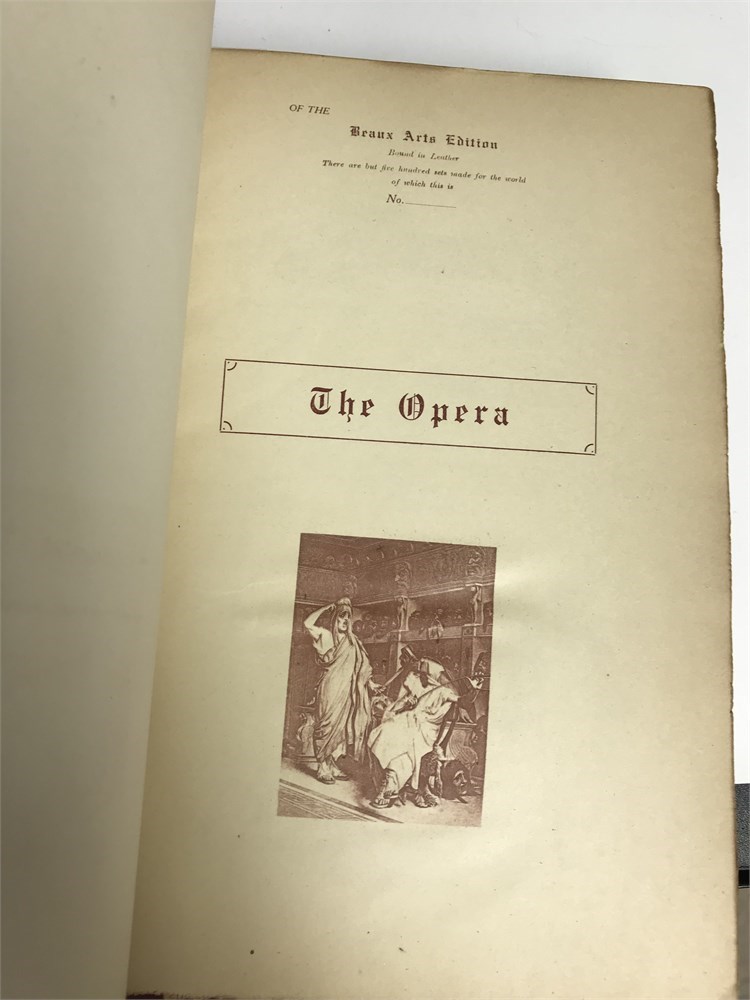 OF THE
Beaux Arts Edition
Bound in Leather
There are but five hundred sets made for the world
of which this is
No.
The Opera